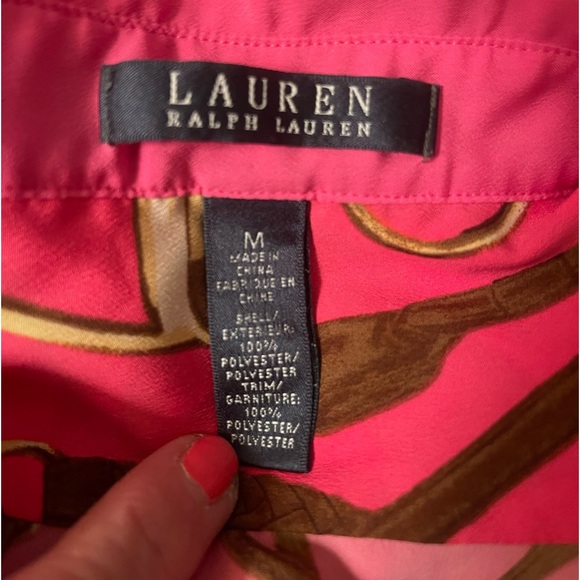 LAUREN
RALPH LAUREN
M
MADE IN
CHINA
FABRIQUE EN
CHINE
SHELL/
EXTERIEUR:
100%
POLYESTER/
POLYESTER
TRIM/
GARNITURE:
100%
POLYESTER/
POLYESTER